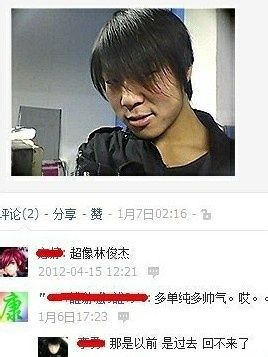 评论(2) - 分享 - 赞 - 1月7日02:16 -
: 超像林俊杰
2012-04-15 12:21
: 多单纯多帅气。哎。
1月6日17:23
: 那是以前 是过去 回不来了
康